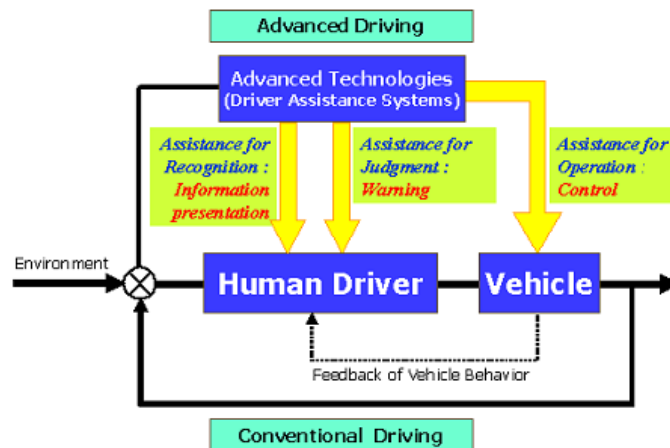 Advanced Driving
Advanced Technologies
(Driver Assistance Systems)
Assistance for
Recognition :
Information
presentation
Assistance for
Judgment :
Warning
Assistance for
Operation :
Control
Environment
Human Driver
Vehicle
Feedback of Vehicle Behavior
Conventional Driving